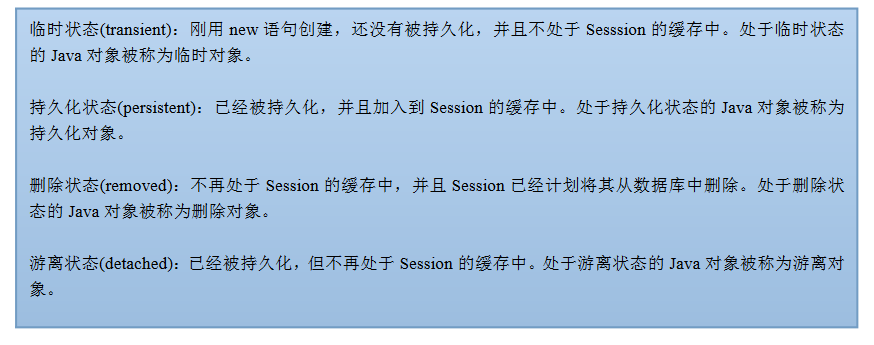 临时状态(transient)：刚用 new 语句创建，还没有被持久化，并且不处于 Sesssion 的缓存中。处于临时状态
的 Java 对象被称为临时对象。
持久化状态(persistent)：已经被持久化，并且加入到 Session 的缓存中。处于持久化状态的 Java 对象被称为
持久化对象。
删除状态(removed)：不再处于 Session 的缓存中，并且 Session 已经计划将其从数据库中删除。处于删除状
态的 Java 对象被称为删除对象。
游离状态(detached)：已经被持久化，但不再处于 Session 的缓存中。处于游离状态的 Java 对象被称为游离对
象。